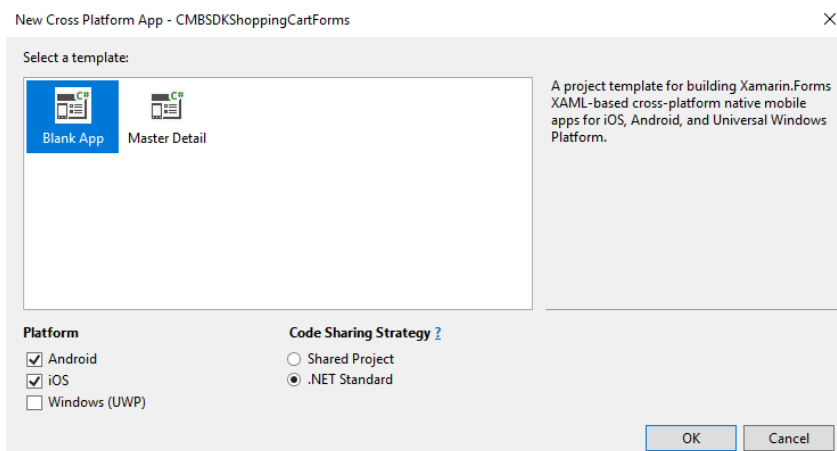 New Cross Platform App - CMBSDKShoppingCartForms
Select a template:
C#
Blank App
C#
Master Detail
A project template for building Xamarin.Forms
XAML-based cross-platform native mobile
apps for iOS, Android, and Universal Windows
Platform.
Platform
Android
iOS
Windows (UWP)
Code Sharing Strategy ?
Shared Project
.NET Standard
OK
Cancel